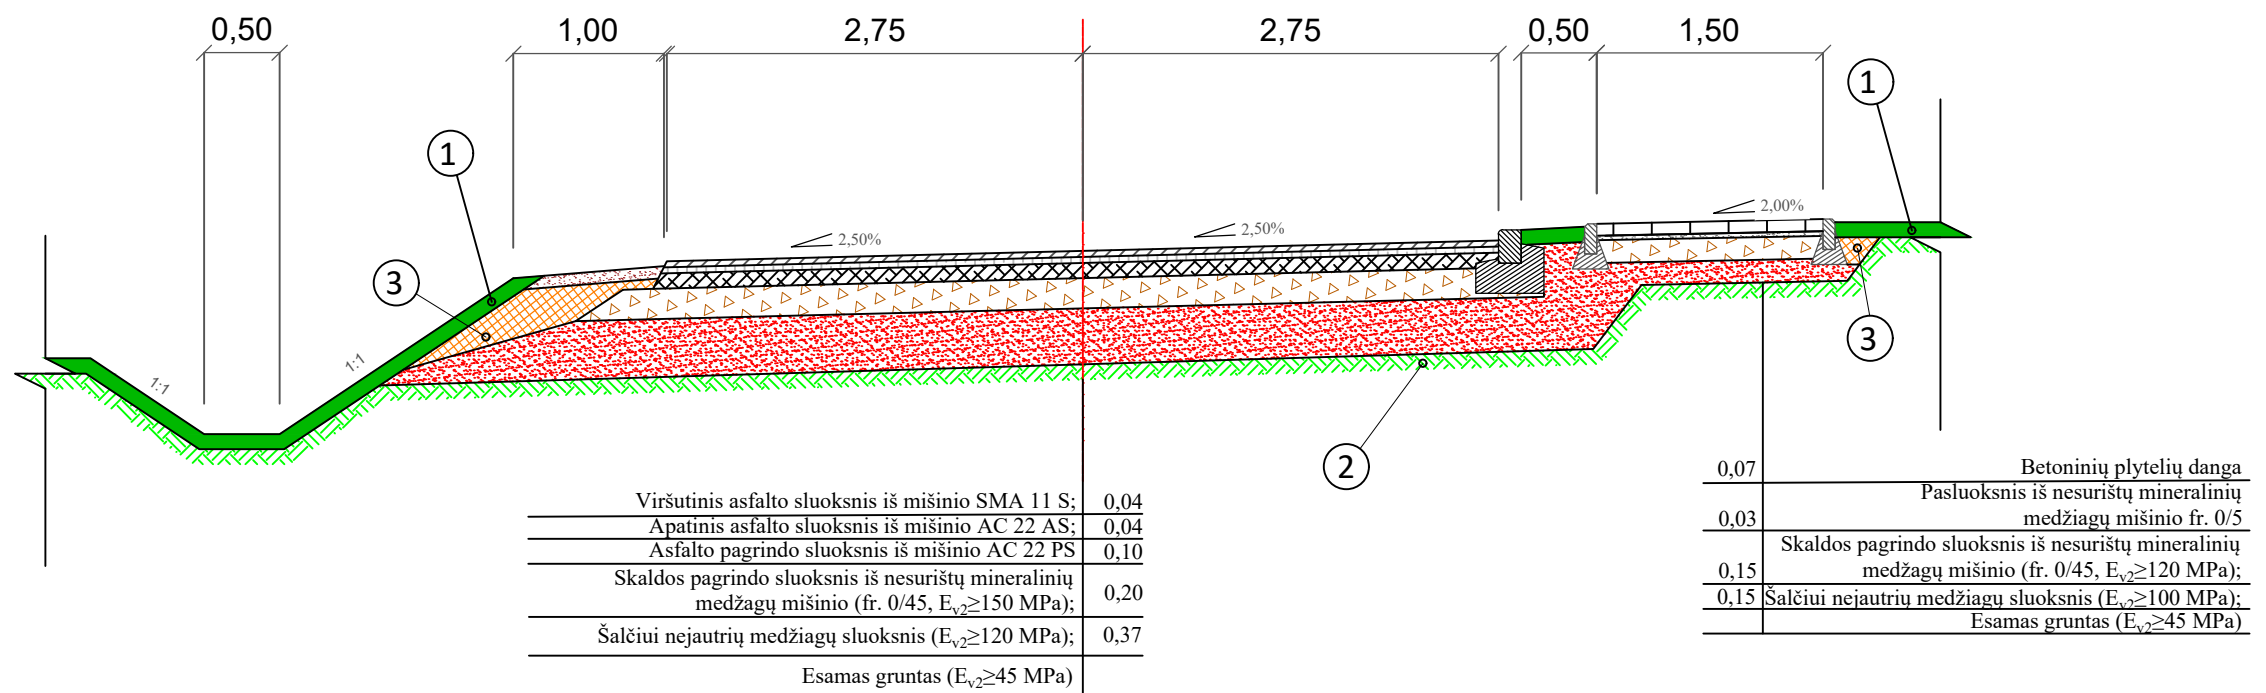 0,50
1,00
2,75
2,75
0,50
1,50
1
1
2,00%
2,50%
2,50%
3
3
1:1
1:1
2
Viršutinis asfalto sluoksnis iš mišinio SMA 11 S; 0,04
Apatinis asfalto sluoksnis iš mišinio AC 22 AS; 0,04
Asfalto pagrindo sluoksnis iš mišinio AC 22 PS 0,10
Skaldos pagrindo sluoksnis iš nesurištų mineralinių
medžagų mišinio (fr. 0/45, Ev2≥150 MPa); 0,20
Šalčiui nejautrių medžiagų sluoksnis (Ev2≥120 MPa); 0,37
Esamas gruntas (Ev2≥45 MPa)
0,07 Betoninių plytelių danga
Pasluoksnis iš nesurištų mineralinių
0,03 medžiagų mišinio fr. 0/5
Skaldos pagrindo sluoksnis iš nesurištų mineralinių
0,15 medžagų mišinio (fr. 0/45, Ev2≥120 MPa);
0,15 Šalčiui nejautrių medžiagų sluoksnis (Ev2≥100 MPa);
Esamas gruntas (Ev2≥45 MPa)